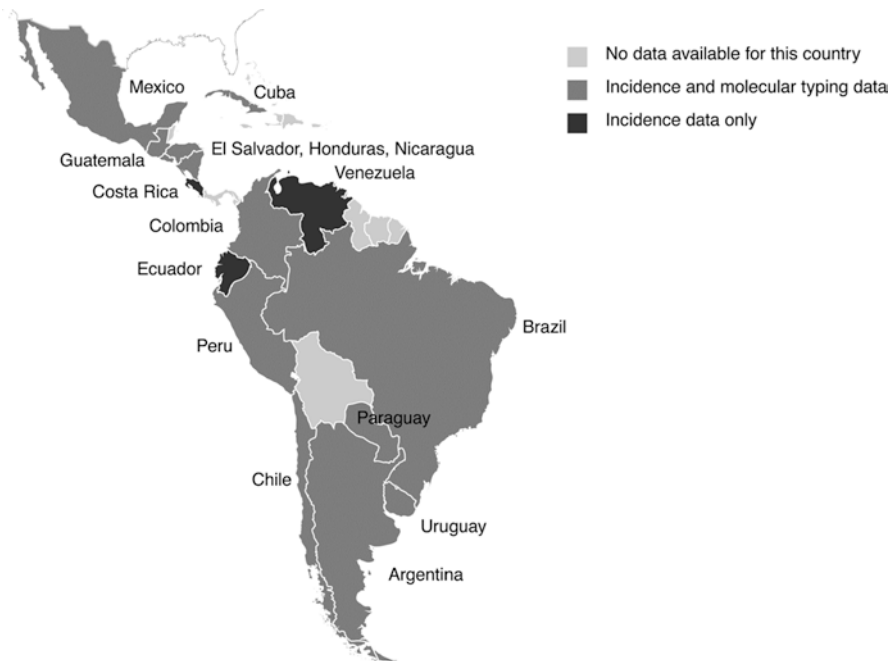 No data available for this country
Incidence and molecular typing data
Incidence data only
Mexico
Cuba
Guatemala
El Salvador, Honduras, Nicaragua
Venezuela
Costa Rica
Colombia
Ecuador
Brazil
Peru
Paraguay
Chile
Uruguay
Argentina